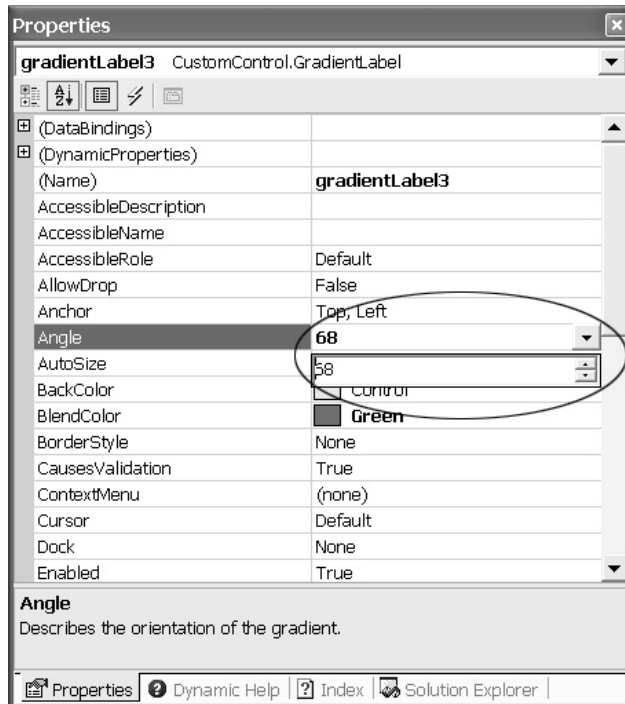 Properties
gradientLabel3 CustomControl.GradientLabel
(DataBindings)
(DynamicProperties)
(Name) gradientLabel3
AccessibleDescription
AccessibleName
AccessibleRole Default
AllowDrop False
Anchor Top, Left
Angle 68
68
AutoSize
BackColor Control
BlendColor Green
BorderStyle None
CausesValidation True
ContextMenu (none)
Cursor Default
Dock None
Enabled True
Angle
Describes the orientation of the gradient.
Properties Dynamic Help Index Solution Explorer